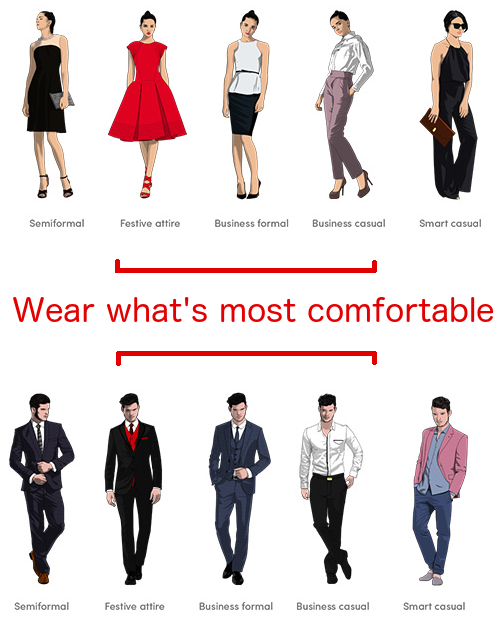 Semiformal Festive attire Business formal Business casual Smart casual
Wear what's most comfortable
Semiformal Festive attire Business formal Business casual Smart casual